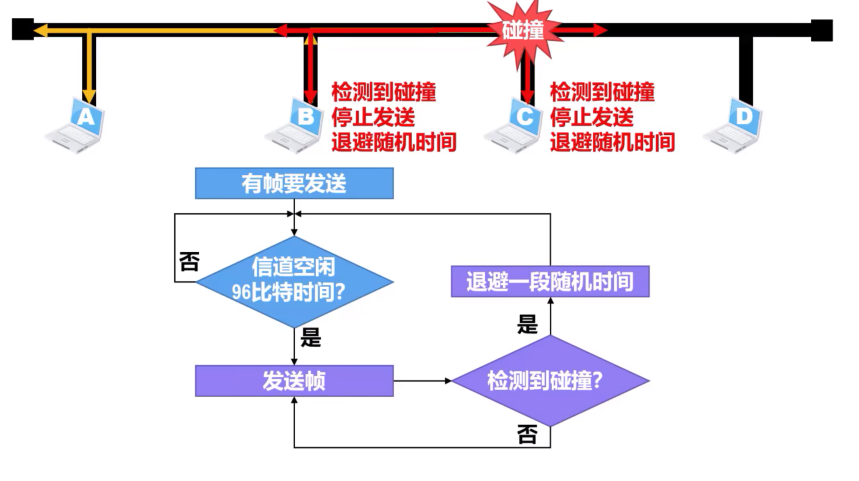 碰撞
A
B
C
D
检测到碰撞
停止发送
退避随机时间
检测到碰撞
停止发送
退避随机时间
有帧要发送
否
信道空闲
96比特时间？
是
发送帧
退避一段随机时间
是
检测到碰撞？
否